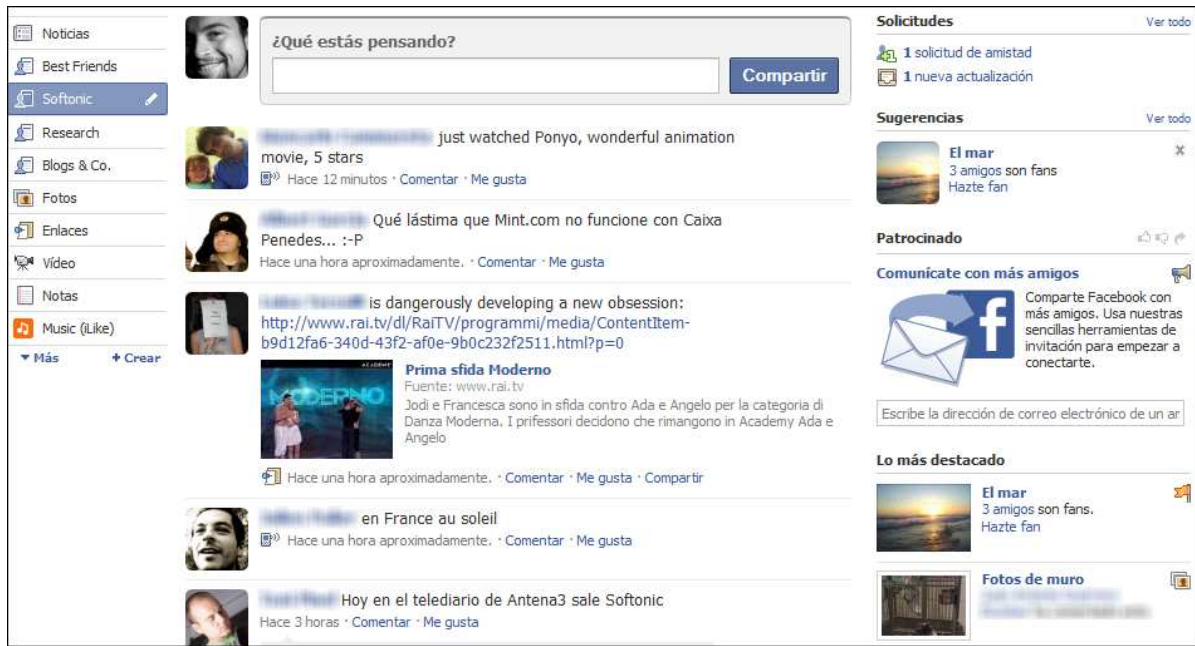 Noticias
Best Friends
Softonic
Research
Blogs & Co.
Fotos
Enlaces
Vídeo
Notas
Music (iLike)
Más
+ Crear
¿Qué estás pensando?
Compartir
just watched Ponyo, wonderful animation
movie, 5 stars
Hace 12 minutos · Comentar · Me gusta
Qué lástima que Mint.com no funcione con Caixa
Penedes... :-P
Hace una hora aproximadamente. · Comentar · Me gusta
is dangerously developing a new obsession:
http://www.rai.tv/dl/RaiTV/programmi/media/ContentItem-
b9d12fa6-340d-43f2-af0e-9b0c232f2511.html?p=0
ACADEMY
MODERNO
Prima sfida Moderno
Fuente: www.rai.tv
Jodi e Francesca sono in sfida contro Ada e Angelo per la categoria di
Danza Moderna. I professori decidono che rimangono in Academy Ada e
Angelo
Hace una hora aproximadamente. · Comentar · Me gusta · Compartir
en France au soleil
Hace una hora aproximadamente. · Comentar · Me gusta
Hoy en el telediario de Antena3 sale Softonic
Hace 3 horas · Comentar · Me gusta
Solicitudes
Ver todo
1 solicitud de amistad
1 nueva actualización
Sugerencias
Ver todo
El mar
3 amigos son fans
Hazte fan
Patrocinado
Comunícate con más amigos
Comparte Facebook con
más amigos. Usa nuestras
sencillas herramientas de
invitación para empezar a
conectarte.
Escribe la dirección de correo electrónico de un ar
Lo más destacado
El mar
3 amigos son fans.
Hazte fan
Fotos de muro